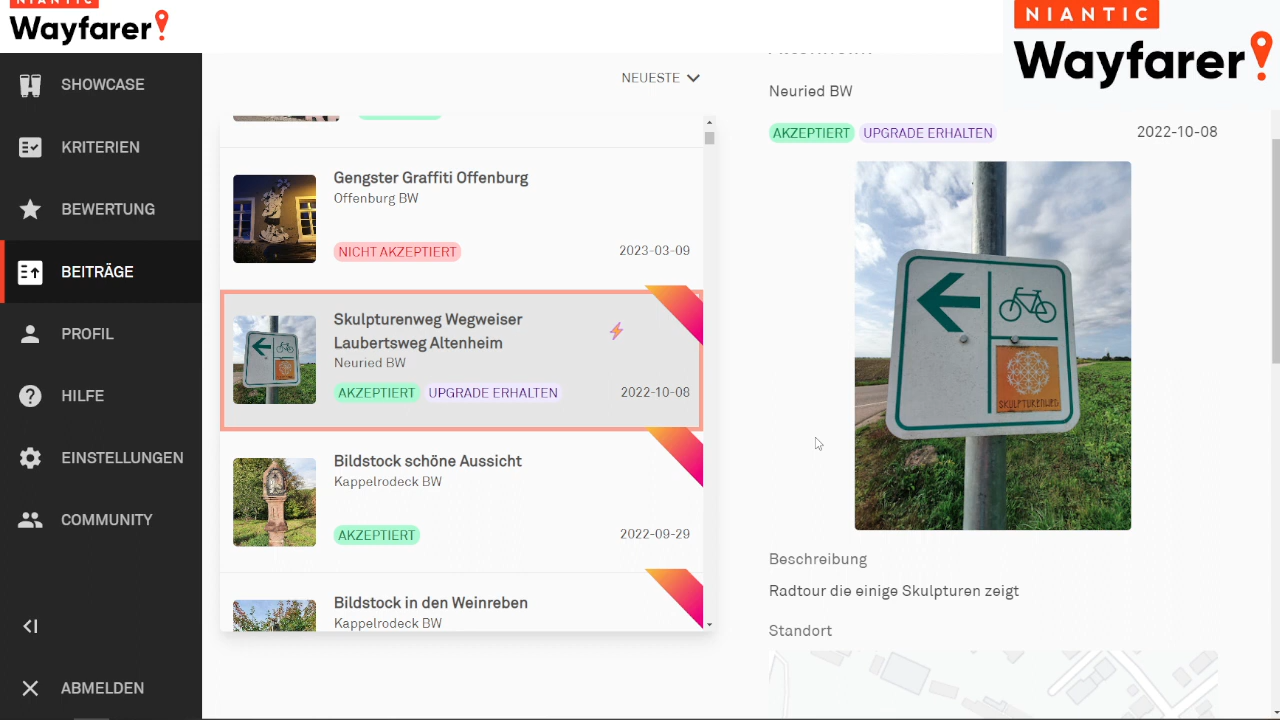 NIANTIC
Wayfarer
SHOWCASE
KRITERIEN
BEWERTUNG
BEITRÄGE
PROFIL
HILFE
EINSTELLUNGEN
COMMUNITY
ABMELDEN
NEUESTE
Gengster Graffiti Offenburg
Offenburg BW
NICHT AKZEPTIERT
2023-03-09
Skulpturenweg Wegweiser
Laubertsweg Altenheim
Neuried BW
AKZEPTIERT UPGRADE ERHALTEN 2022-10-08
Bildstock schöne Aussicht
Kappelrodeck BW
AKZEPTIERT 2022-09-29
Bildstock in den Weinreben
Kappelrodeck BW
NIANTIC
Wayfarer
Neuried BW
AKZEPTIERT UPGRADE ERHALTEN 2022-10-08
Beschreibung
Radtour die einige Skulpturen zeigt
Standort